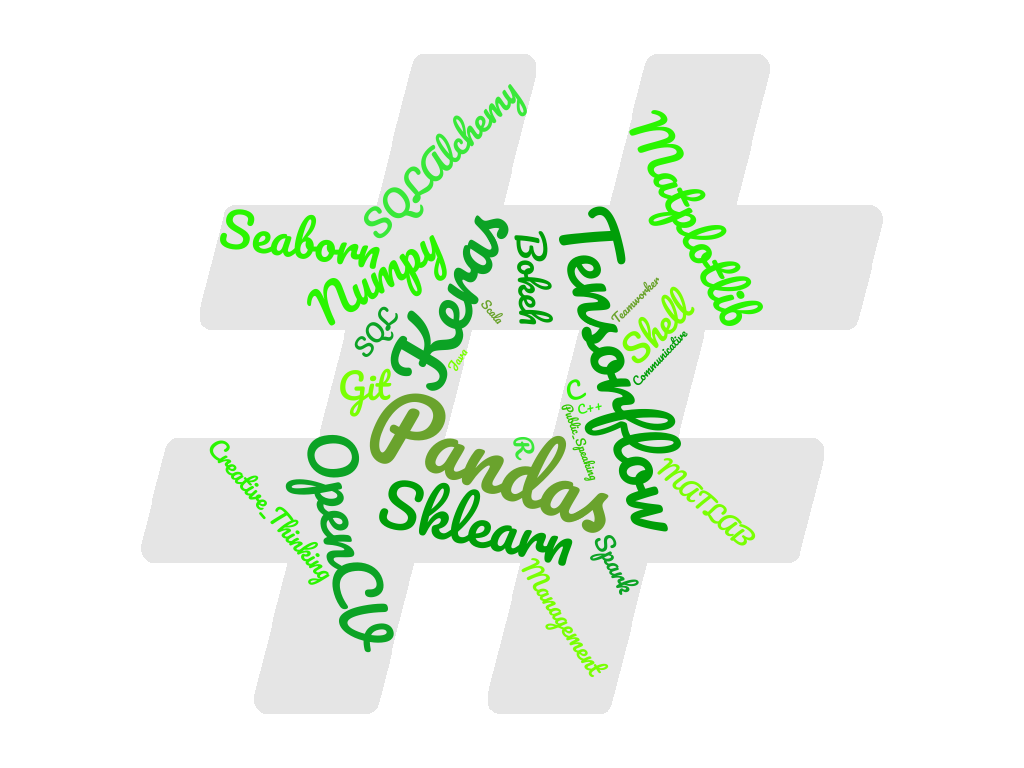 SQLAlchemy
Matplotlib
Seaborn
Numpy
Keras
Bokeh
Tensorflow
Teamworker
Scala
Shell
SQL
Communicative
Java
Git
C
C++
Pandas
Public_Speaking
R
OpenCV
Creative_Thinking
Sklearn
MATLAB
Spark
Management